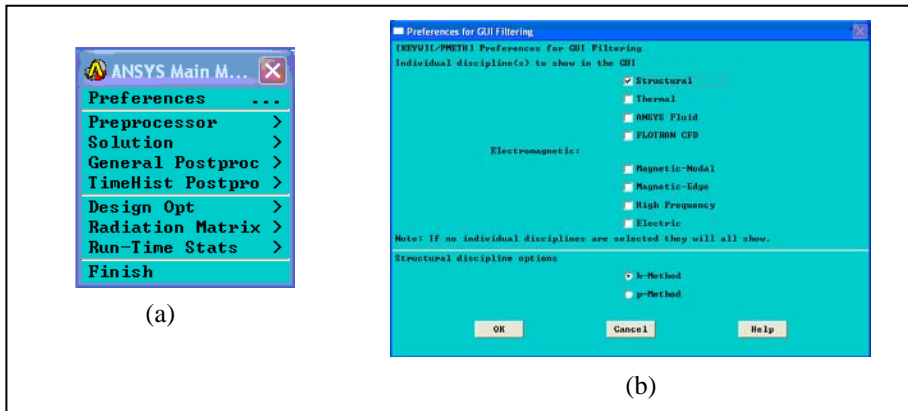 ANSYS Main M...
Preferences ...
Preprocessor >
Solution >
General Postproc >
TimeHist Postpro >
Design Opt >
Radiation Matrix >
Run-Time Stats >
Finish
(a)
Preferences for GUI Filtering
[KEYW][/PMETH] Preferences for GUI Filtering
Individual discipline(s) to show in the GUI
Structural
Thermal
ANSYS Fluid
FLOTRAN CFD
Electromagnetic:
Magnetic-Nodal
Magnetic-Edge
High Frequency
Electric
Note: If no individual disciplines are selected they will all show.
Structural discipline options
h-Method
p-Method
OK Cancel Help
(b)